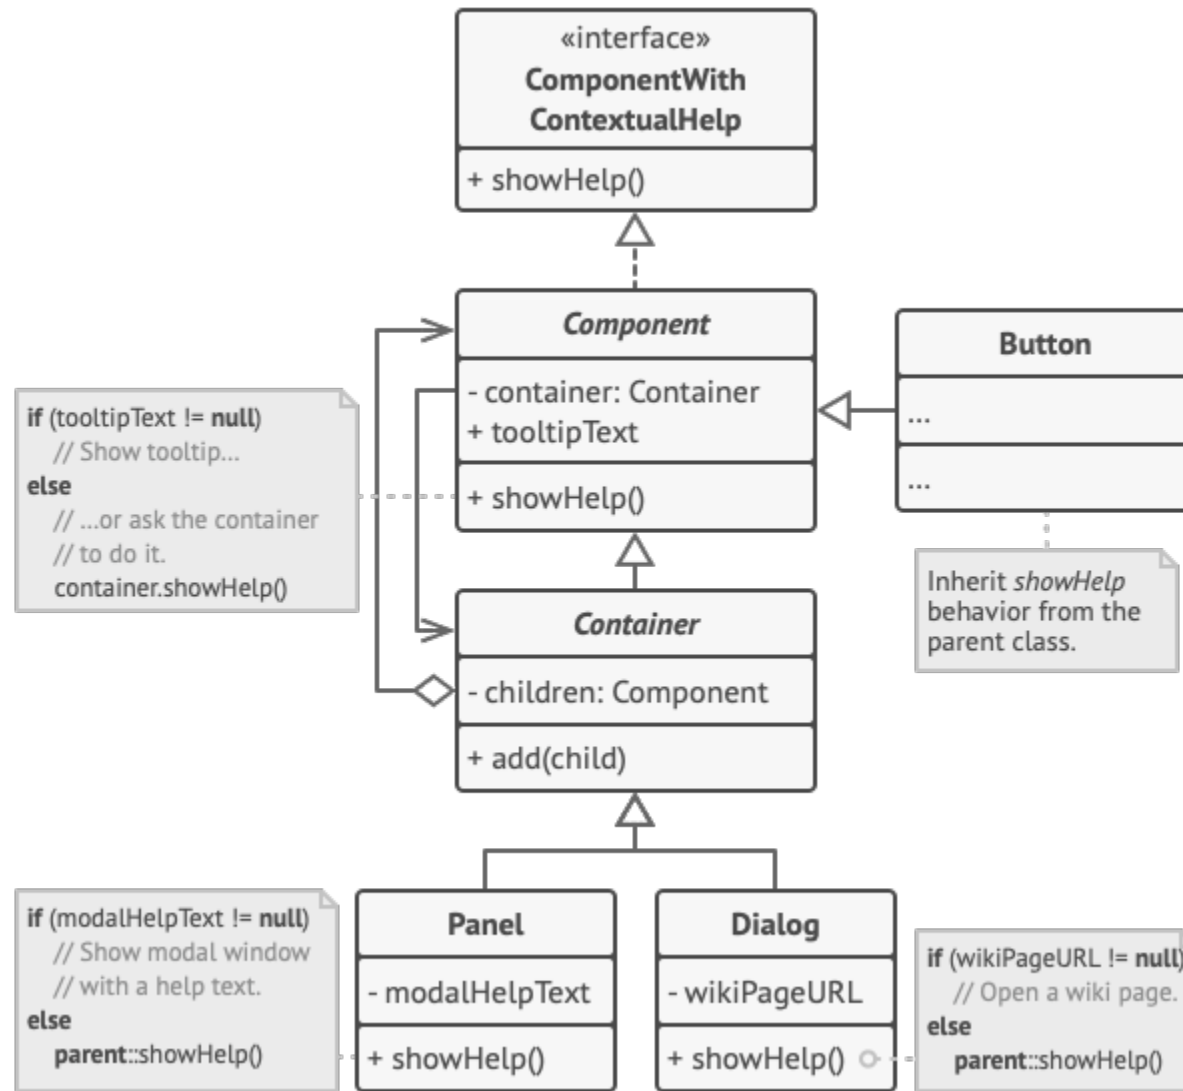 «interface»
ComponentWith
ContextualHelp
+ showHelp()
Component
- container: Container
+ tooltipText
+ showHelp()
Button
...
...
if (tooltipText != null)
// Show tooltip...
else
// ...or ask the container
// to do it.
container.showHelp()
Inherit showHelp
behavior from the
parent class.
Container
- children: Component
+ add(child)
Panel
- modalHelpText
+ showHelp()
Dialog
- wikiPageURL
+ showHelp()
if (modalHelpText != null)
// Show modal window
// with a help text.
else
parent::showHelp()
if (wikiPageURL != null)
// Open a wiki page.
else
parent::showHelp()